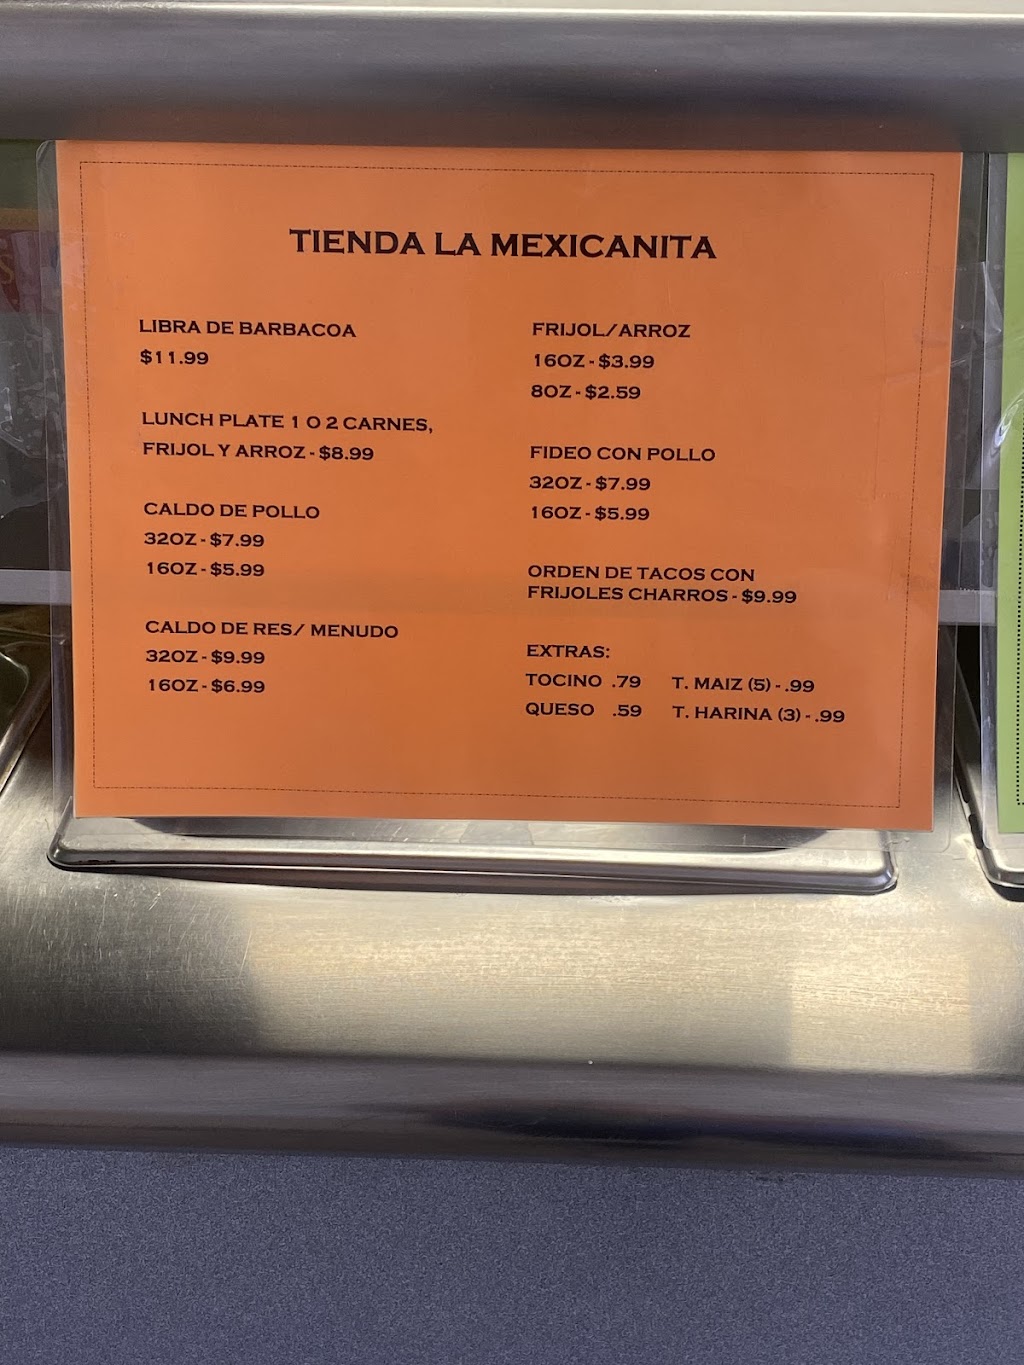 TIENDA LA MEXICANITA
LIBRA DE BARBACOA
$11.99
LUNCH PLATE 1 O 2 CARNES,
FRIJOL Y ARROZ - $8.99
CALDO DE POLLO
32OZ - $7.99
16OZ - $5.99
CALDO DE RES/ MENUDO
32OZ - $9.99
16OZ - $6.99
FRIJOL/ARROZ
16OZ - $3.99
8OZ - $2.59
FIDEO CON POLLO
32OZ - $7.99
16OZ - $5.99
ORDEN DE TACOS CON
FRIJOLES CHARROS - $9.99
EXTRAS:
TOCINO .79 T. MAIZ (5) - .99
QUESO .59 T. HARINA (3) - .99